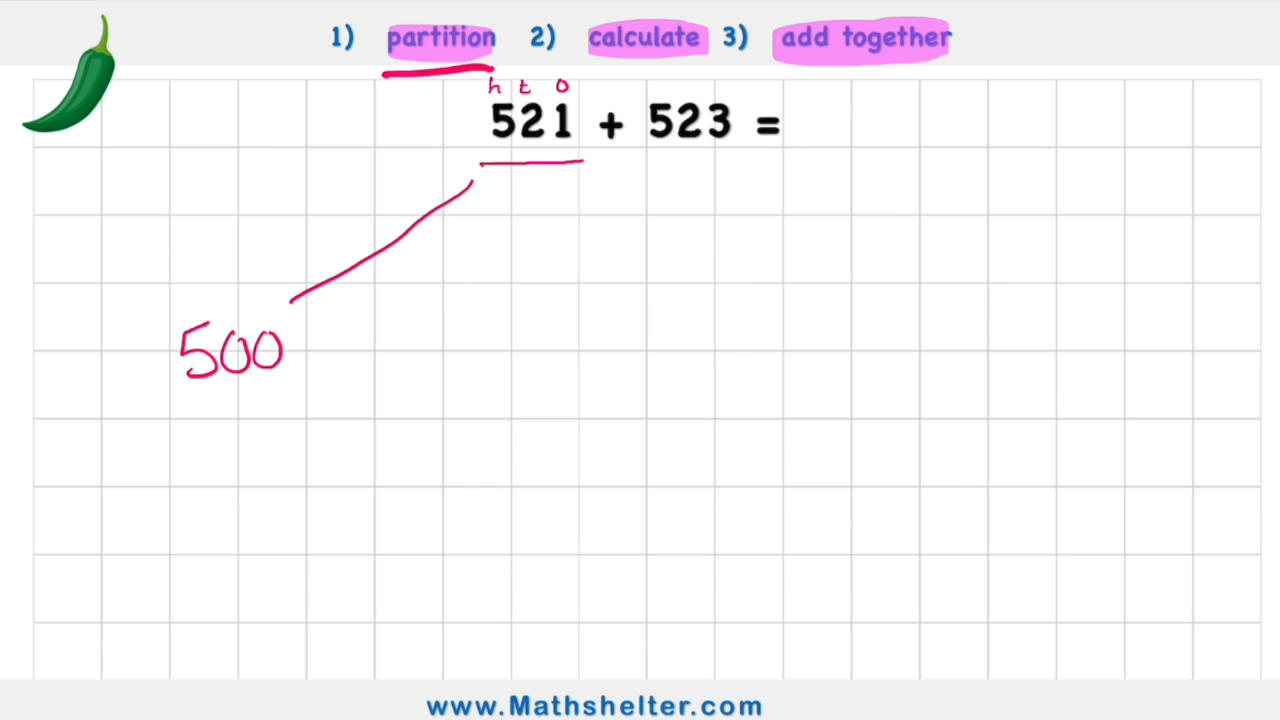 1) partition 2) calculate 3) add together
h t o
521 + 523 =
500
www.Mathshelter.com